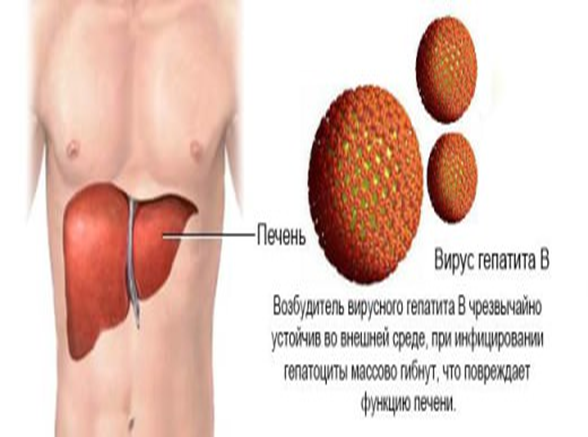 Печень
Вирус гепатита В
Возбудитель вирусного гепатита В чрезвычайно
устойчив во внешней среде, при инфицировании
гепатоциты массово гибнут, что повреждает
функцию печени.